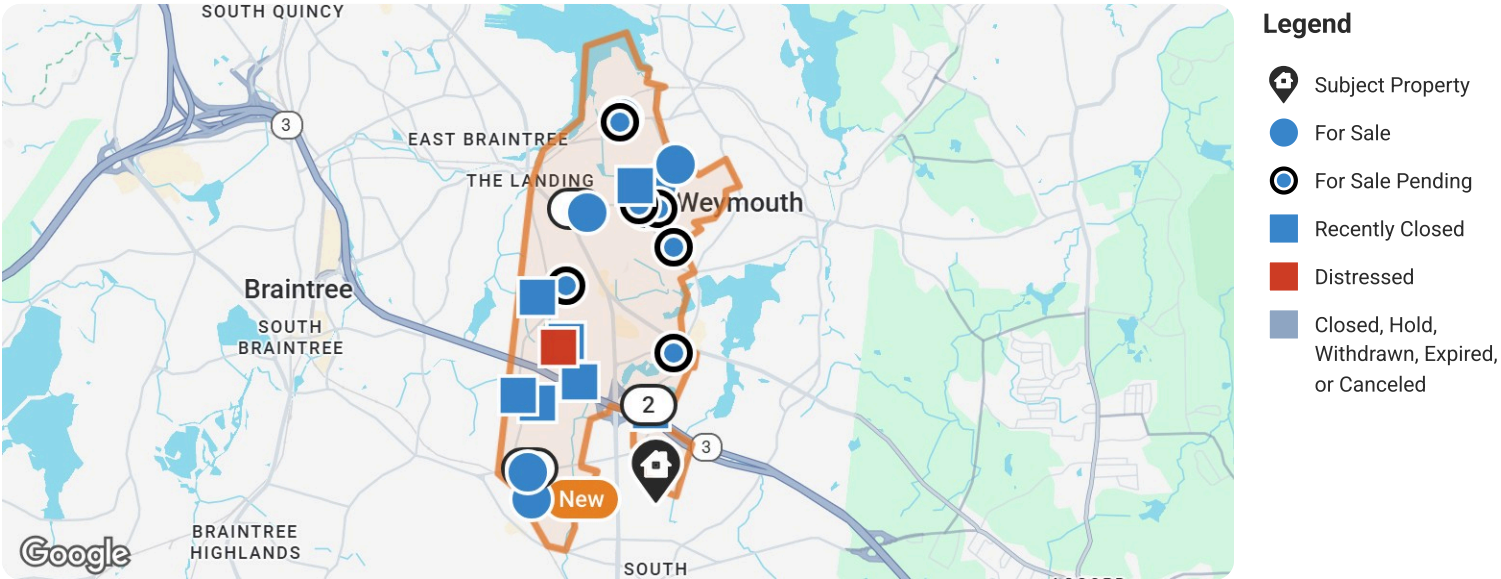 SOUTH QUINCY
3
EAST BRAINTREE
THE LANDING
Weymouth
Braintree
SOUTH
BRAINTREE
2
3
New
BRAINTREE
HIGHLANDS
SOUTH
Google
Legend
Subject Property
For Sale
For Sale Pending
Recently Closed
Distressed
Closed, Hold,
Withdrawn, Expired,
or Canceled